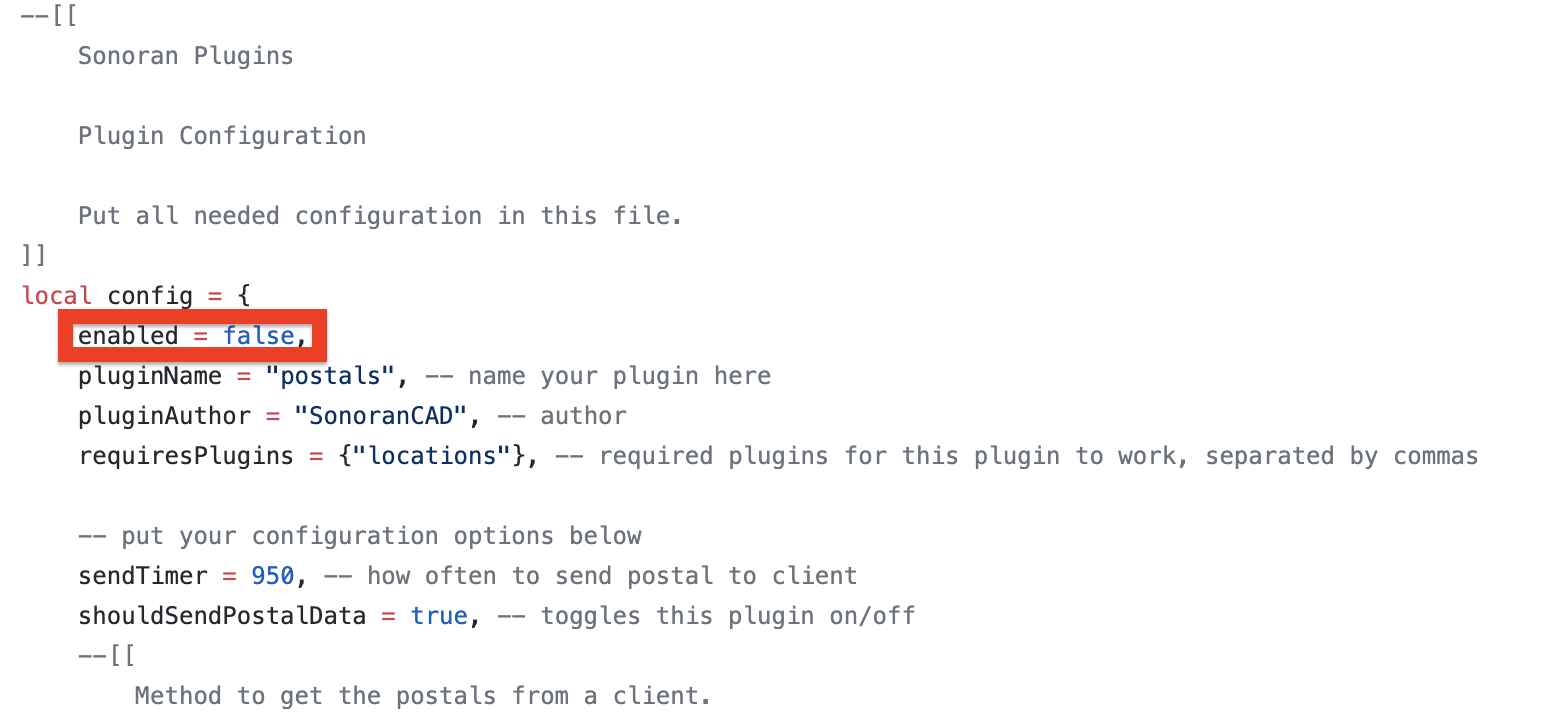 --[[
Sonoran Plugins
Plugin Configuration
Put all needed configuration in this file.
]]
local config = {
enabled = false,
pluginName = "postals", -- name your plugin here
pluginAuthor = "SonoranCAD", -- author
requiresPlugins = {"locations"}, -- required plugins for this plugin to work, separated by commas
-- put your configuration options below
sendTimer = 950, -- how often to send postal to client
shouldSendPostalData = true, -- toggles this plugin on/off
--[[
Method to get the postals from a client.